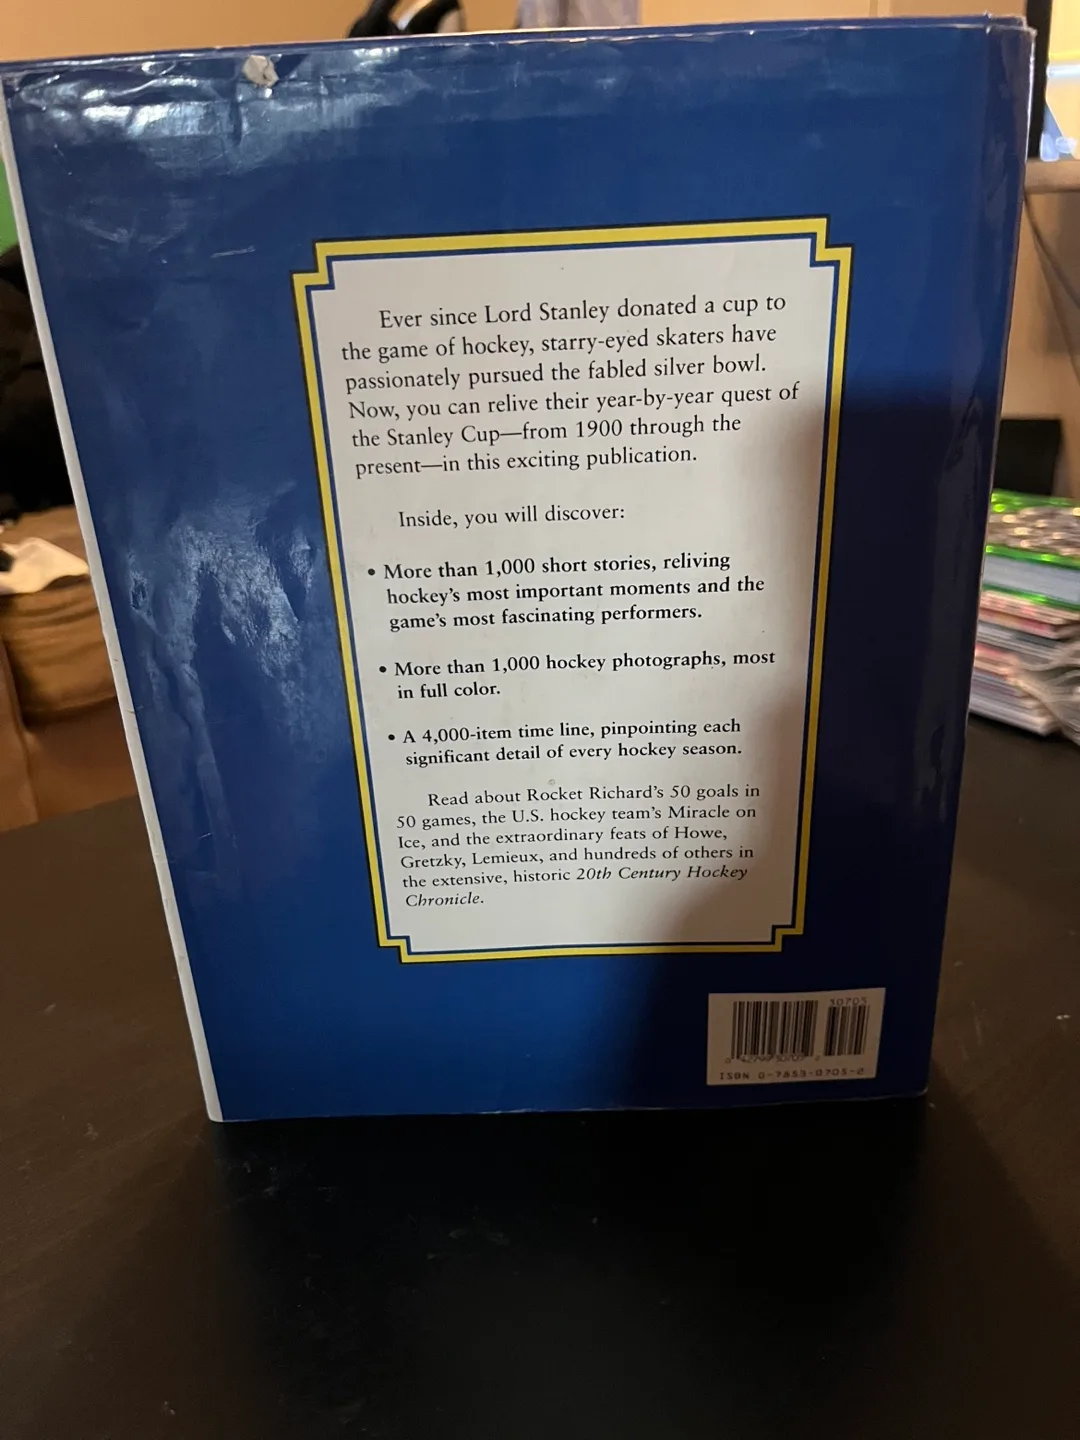 Ever since Lord Stanley donated a cup to
the game of hockey, starry-eyed skaters have
passionately pursued the fabled silver bowl.
Now, you can relive their year-by-year quest of
the Stanley Cup—from 1900 through the
present—in this exciting publication.
Inside, you will discover:
• More than 1,000 short stories, reliving
hockey's most important moments and the
game's most fascinating performers.
• More than 1,000 hockey photographs, most
in full color.
• A 4,000-item time line, pinpointing each
significant detail of every hockey season.
Read about Rocket Richard's 50 goals in
50 games, the U.S. hockey team's Miracle on
Ice, and the extraordinary feats of Howe,
Gretzky, Lemieux, and hundreds of others in
the extensive, historic 20th Century Hockey
Chronicle.
30703
ISBN 0-7853-0703-2